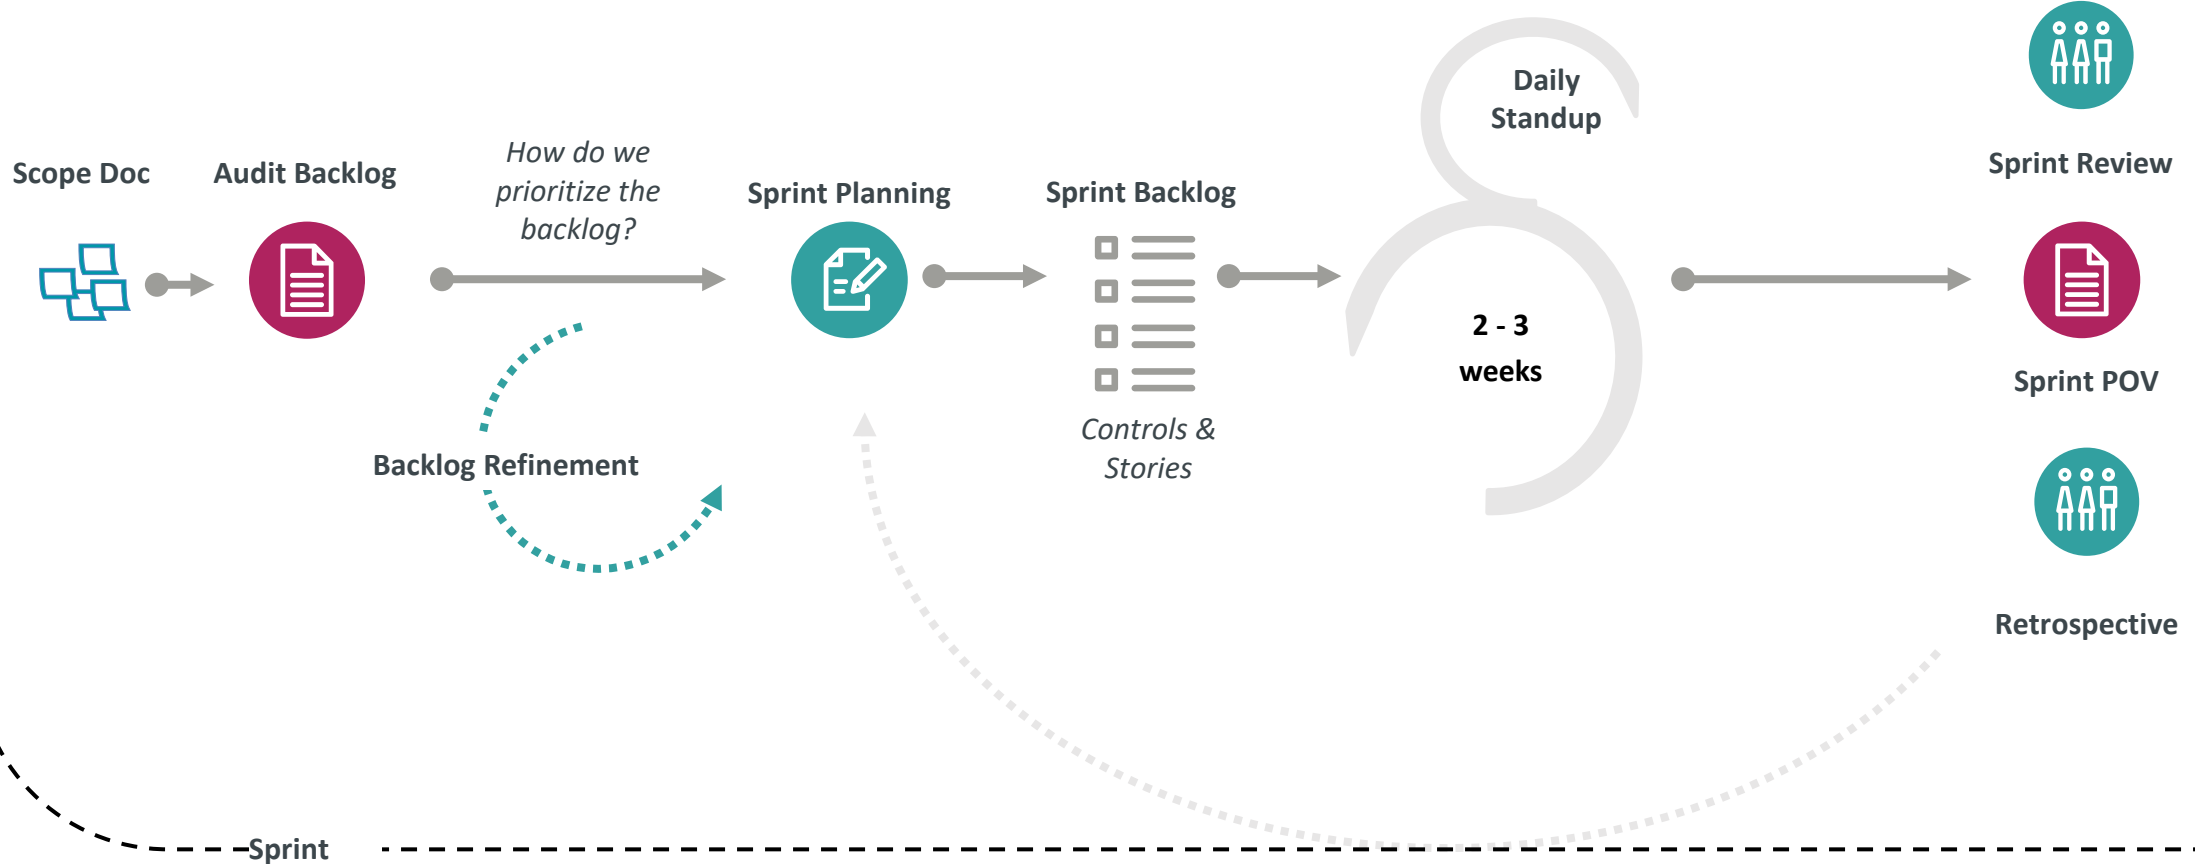 Scope Doc
Audit Backlog
How do we
prioritize the
backlog?
Backlog Refinement
Sprint Planning
Sprint Backlog
Controls &
Stories
Daily
Standup
2 - 3
weeks
Sprint Review
Sprint POV
Retrospective
Sprint